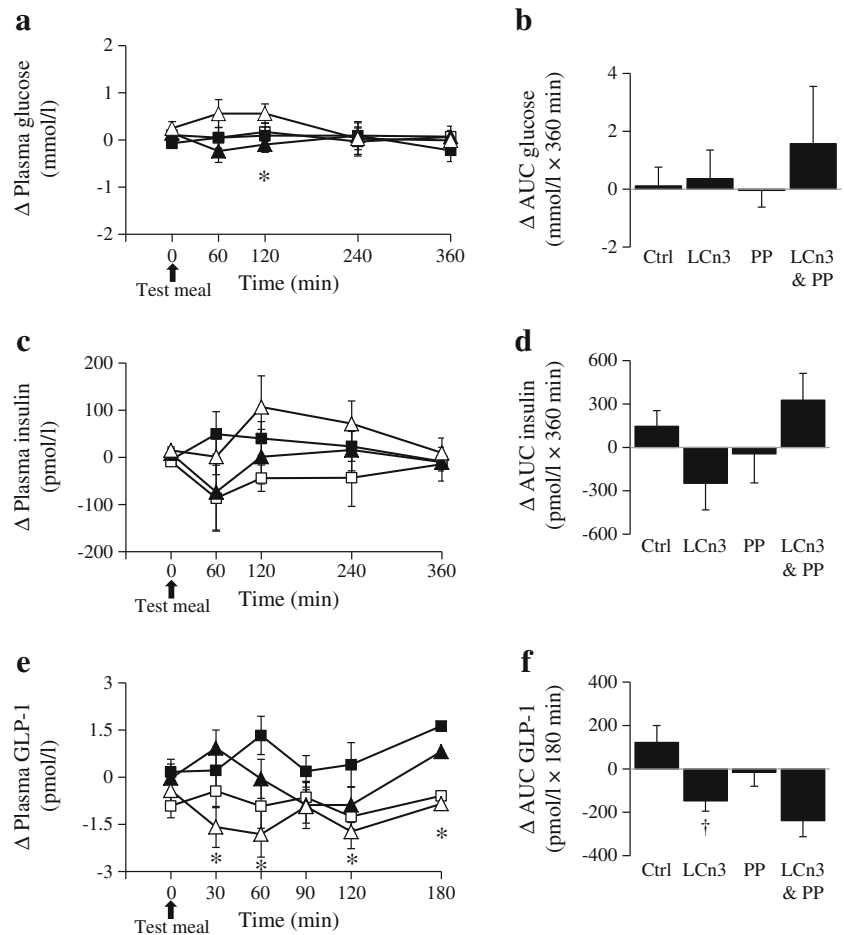 a
Δ Plasma glucose
(mmol/l)
2
1
0
-1
-2
*
0
60
120
240
360
Test meal
Time (min)
b
Δ AUC glucose
(mmol/l × 360 min)
4
2
0
-2
Ctrl
LCn3
PP
LCn3
& PP
c
Δ Plasma insulin
(pmol/l)
200
100
0
-100
-200
0
60
120
240
360
Test meal
Time (min)
d
Δ AUC insulin
(pmol/l × 360 min)
600
300
0
-300
-600
Ctrl
LCn3
PP
LCn3
& PP
e
Δ Plasma GLP-1
(pmol/l)
3
1.5
0
-1.5
-3
*
*
*
*
0
30
60
90
120
180
Test meal
Time (min)
f
Δ AUC GLP-1
(pmol/l × 180 min)
400
200
0
-200
-400
†
Ctrl
LCn3
PP
LCn3
& PP